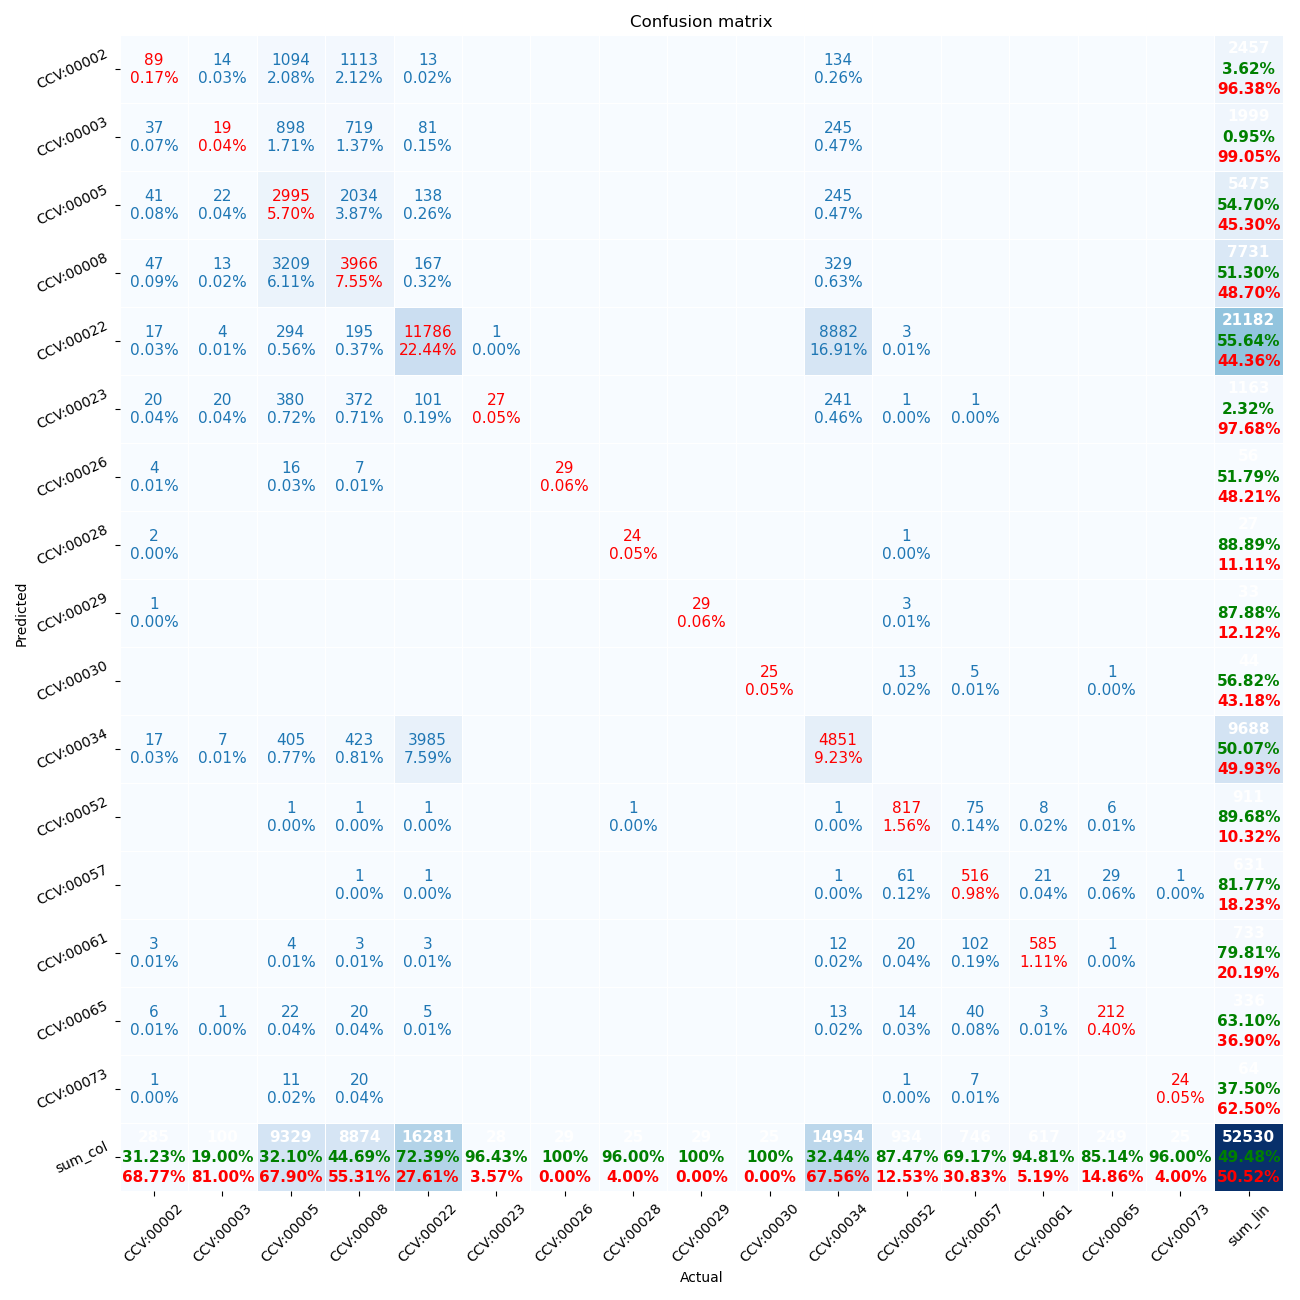 Confusion matrix
CCV:00002
89 14 1094 1113 13 134
0.17% 0.03% 2.08% 2.12% 0.02% 0.26%
2457
3.62%
96.38%
CCV:00003
37 19 898 719 81 245
0.07% 0.04% 1.71% 1.37% 0.15% 0.47%
1999
0.95%
99.05%
CCV:00005
41 22 2995 2034 138 245
0.08% 0.04% 5.70% 3.87% 0.26% 0.47%
5475
54.70%
45.30%
CCV:00008
47 13 3209 3966 167 329
0.09% 0.02% 6.11% 7.55% 0.32% 0.63%
7731
51.30%
48.70%
CCV:00022
17 4 294 195 11786 1 8882 3
0.03% 0.01% 0.56% 0.37% 22.44% 0.00% 16.91% 0.01%
21182
55.64%
44.36%
CCV:00023
20 20 380 372 101 27 241 1 1
0.04% 0.04% 0.72% 0.71% 0.19% 0.05% 0.46% 0.00% 0.00%
1163
2.32%
97.68%
CCV:00026
4 16 7 29
0.01% 0.03% 0.01% 0.06%
56
51.79%
48.21%
CCV:00028
2 24 1
0.00% 0.05% 0.00%
27
88.89%
11.11%
CCV:00029
1 29 3
0.00% 0.06% 0.01%
33
87.88%
12.12%
CCV:00030
25 13 5 1
0.05% 0.02% 0.01% 0.00%
44
56.82%
43.18%
CCV:00034
17 7 405 423 3985 4851
0.03% 0.01% 0.77% 0.81% 7.59% 9.23%
9688
50.07%
49.93%
CCV:00052
1 1 1 1 1 817 75 8 6
0.00% 0.00% 0.00% 0.00% 0.00% 1.56% 0.14% 0.02% 0.01%
911
89.68%
10.32%
CCV:00057
1 1 1 61 516 21 29 1
0.00% 0.00% 0.00% 0.12% 0.98% 0.04% 0.06% 0.00%
631
81.77%
18.23%
CCV:00061
3 4 3 3 12 20 102 585 1
0.01% 0.01% 0.01% 0.01% 0.02% 0.04% 0.19% 1.11% 0.00%
733
79.81%
20.19%
CCV:00065
6 1 22 20 5 13 14 40 3 212
0.01% 0.00% 0.04% 0.04% 0.01% 0.02% 0.03% 0.08% 0.01% 0.40%
336
63.10%
36.90%
CCV:00073
1 11 20 1 7 24
0.00% 0.02% 0.04% 0.00% 0.01% 0.05%
64
37.50%
62.50%
sum_col
285 100 9329 8874 16281 28 29 25 29 25 14954 934 746 617 249 25 52530
31.23% 19.00% 32.10% 44.69% 72.39% 96.43% 100% 96.00% 100% 100% 32.44% 87.47% 69.17% 94.81% 85.14% 96.00% 49.48%
68.77% 81.00% 67.90% 55.31% 27.61% 3.57% 0.00% 4.00% 0.00% 0.00% 67.56% 12.53% 30.83% 5.19% 14.86% 4.00% 50.52%
CCV:00002 CCV:00003 CCV:00005 CCV:00008 CCV:00022 CCV:00023 CCV:00026 CCV:00028 CCV:00029 CCV:00030 CCV:00034 CCV:00052 CCV:00057 CCV:00061 CCV:00065 CCV:00073 sum_lin
Predicted
Actual